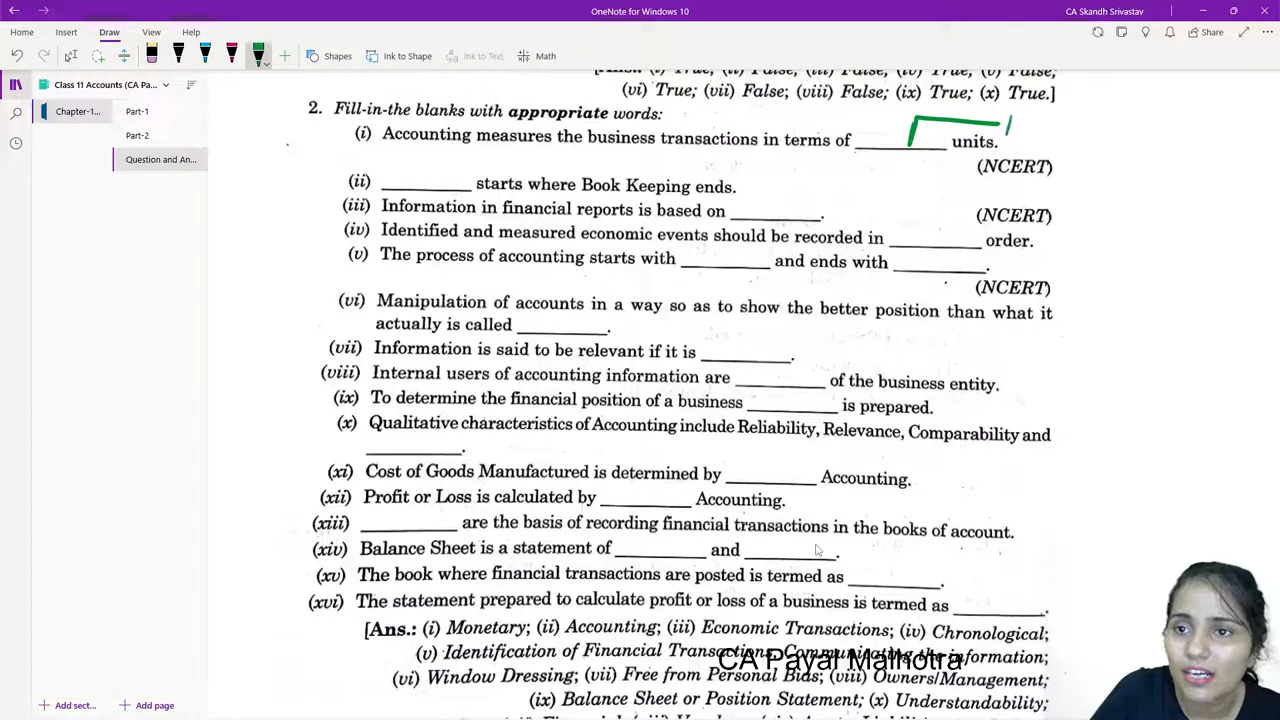 OneNote for Windows 10
CA Skandh Srivastav
Home Insert Draw View Help
Share
Shapes Ink to Shape Ink to Text Math
Class 11 Accounts (CA Pa...
Chapter-1...
Part-1
Part-2
Question and An...
(vi) True; (vii) False; (viii) False; (ix) True; (x) True.]
2. Fill-in-the blanks with appropriate words:
(i) Accounting measures the business transactions in terms of ________ units.
(NCERT)
(ii) ________ starts where Book Keeping ends.
(iii) Information in financial reports is based on ________. (NCERT)
(iv) Identified and measured economic events should be recorded in ________ order.
(v) The process of accounting starts with ________ and ends with ________.
(NCERT)
(vi) Manipulation of accounts in a way so as to show the better position than what it
actually is called ________.
(vii) Information is said to be relevant if it is ________.
(viii) Internal users of accounting information are ________ of the business entity.
(ix) To determine the financial position of a business ________ is prepared.
(x) Qualitative characteristics of Accounting include Reliability, Relevance, Comparability and
________.
(xi) Cost of Goods Manufactured is determined by ________ Accounting.
(xii) Profit or Loss is calculated by ________ Accounting.
(xiii) ________ are the basis of recording financial transactions in the books of account.
(xiv) Balance Sheet is a statement of ________ and ________.
(xv) The book where financial transactions are posted is termed as ________.
(xvi) The statement prepared to calculate profit or loss of a business is termed as ________.
[Ans.: (i) Monetary; (ii) Accounting; (iii) Economic Transactions; (iv) Chronological;
(v) Identification of Financial Transactions, Communicating the information;
CA Payal Malhotra
(vi) Window Dressing; (vii) Free from Personal Bias; (viii) Owners/Management;
(ix) Balance Sheet or Position Statement; (x) Understandability;
Add sect... Add page